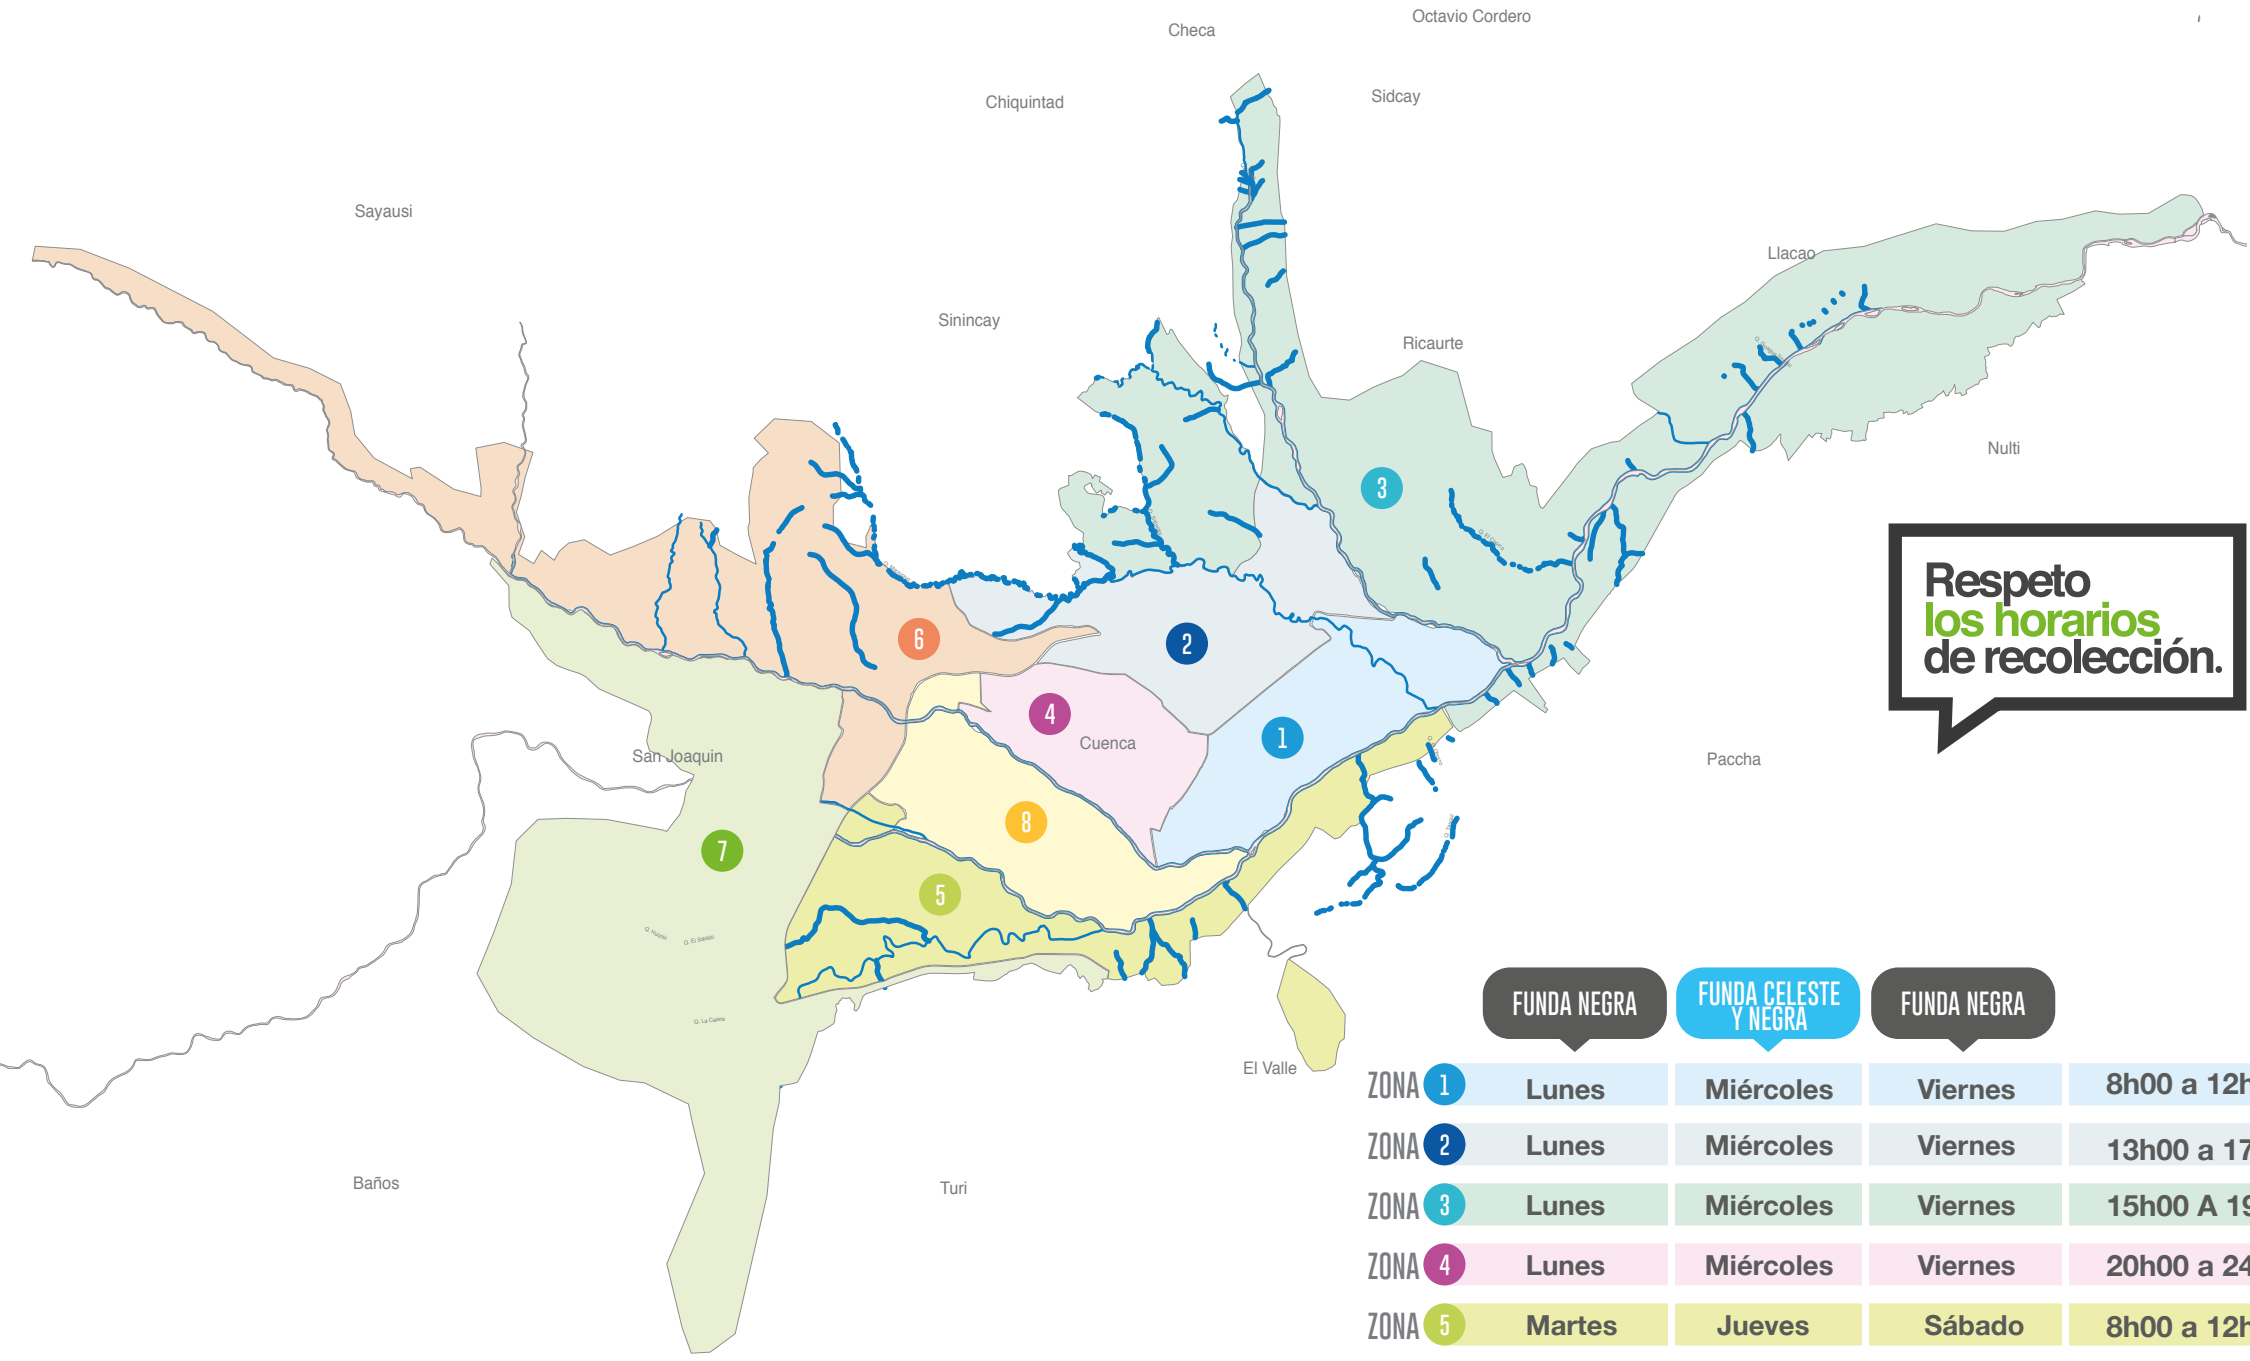 Octavio Cordero
Checa
Sidcay
Chiquintad
Sayausi
Llacao
Sinincay
Ricaurte
Nulti
3
Respeto
los horarios
de recolección.
6
2
4
Cuenca
1
San Joaquin
Paccha
8
7
5
FUNDA NEGRA
FUNDA CELESTE
Y NEGRA
FUNDA NEGRA
El Valle
ZONA 1 Lunes Miércoles Viernes 8h00 a 12h
ZONA 2 Lunes Miércoles Viernes 13h00 a 17
ZONA 3 Lunes Miércoles Viernes 15h00 A 19
Baños
Turi
ZONA 4 Lunes Miércoles Viernes 20h00 a 24
ZONA 5 Martes Jueves Sábado 8h00 a 12h